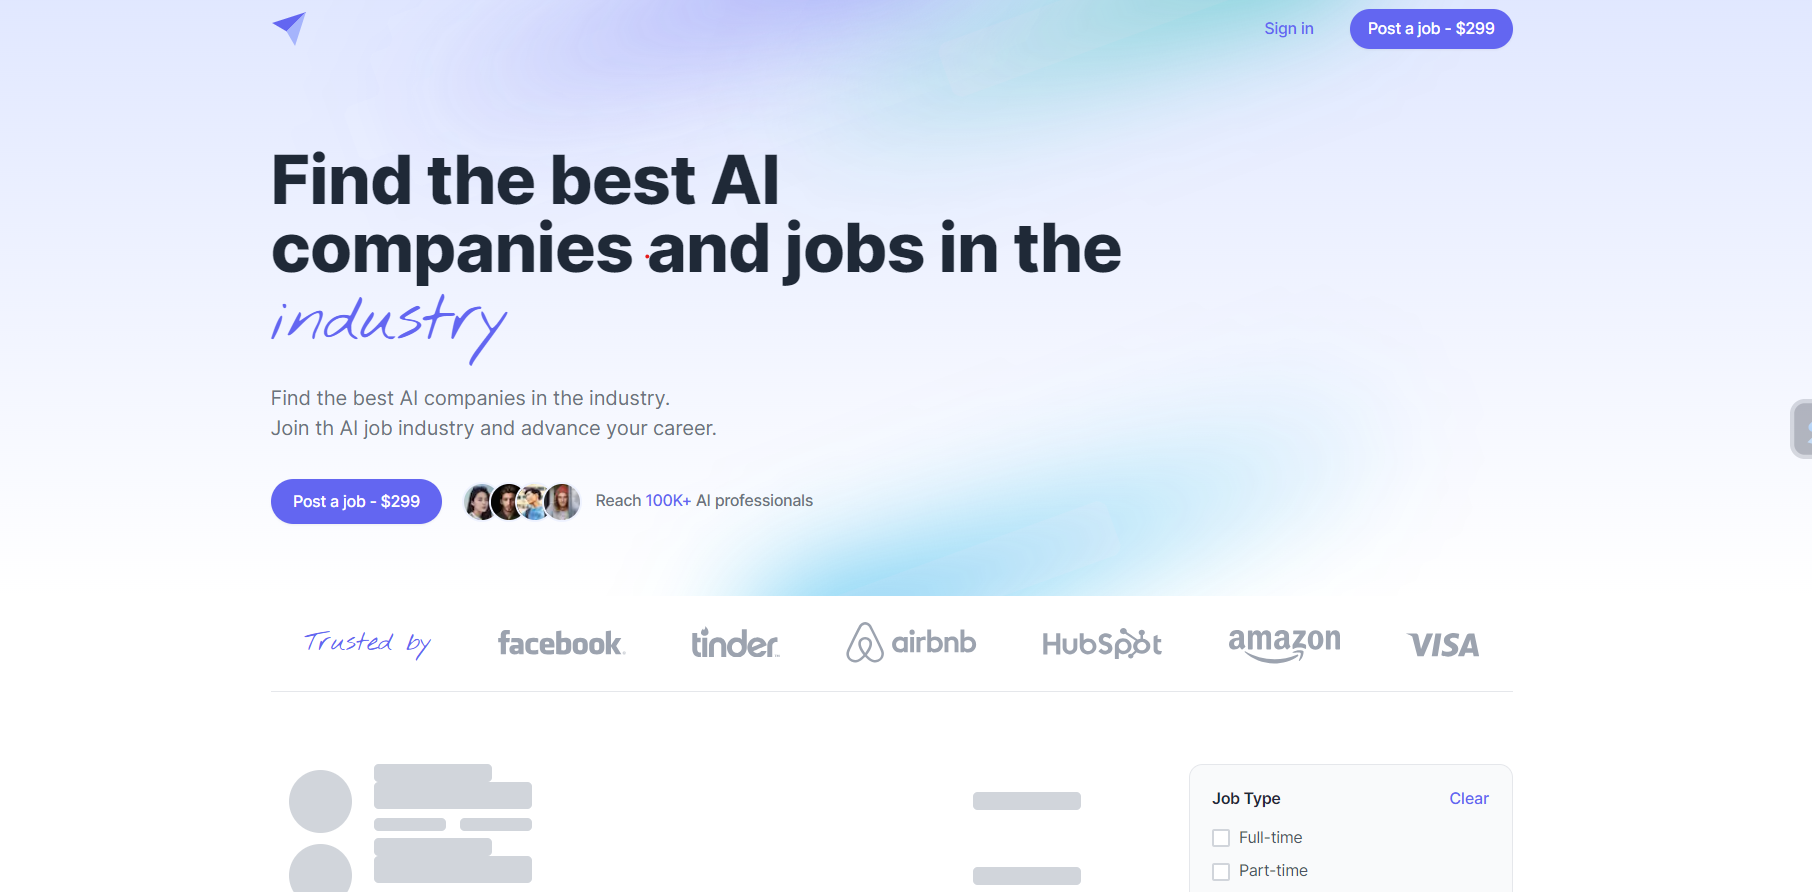 Sign in
Post a job - $299
Find the best AI
companies and jobs in the
industry
Find the best AI companies in the industry.
Join th AI job industry and advance your career.
Post a job - $299
Reach 100K+ AI professionals
Trusted by
facebook.
tinder
airbnb
HubSpot
amazon
VISA
Job Type
Clear
Full-time
Part-time